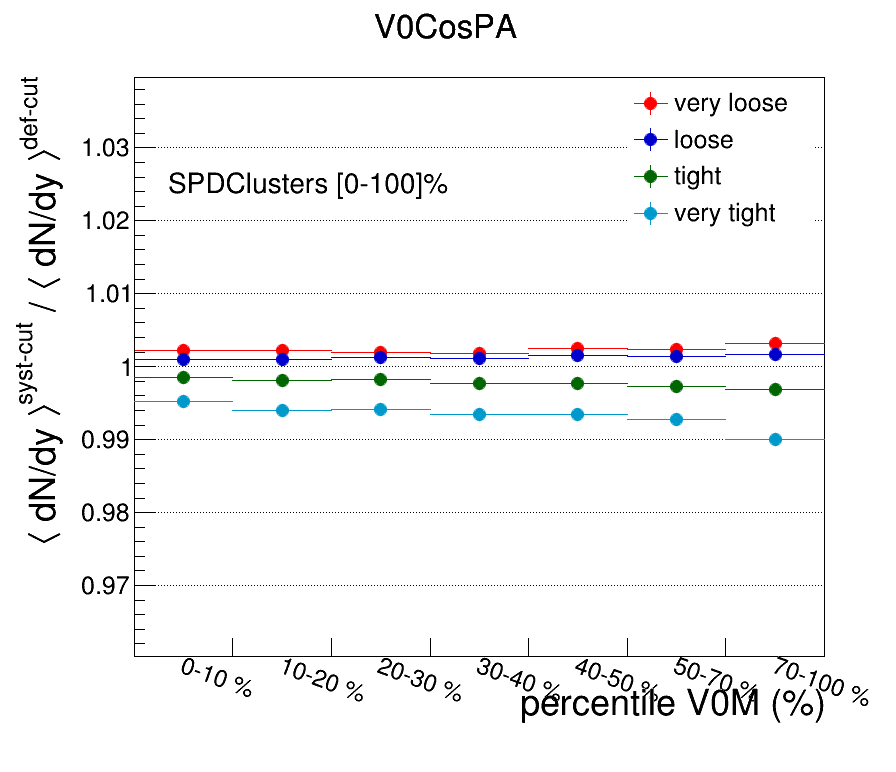 V0CosPA
⟨ dN/dy ⟩^syst-cut / ⟨ dN/dy ⟩^def-cut
very loose
loose
tight
very tight
SPDClusters [0-100]%
1.03
1.02
1.01
1
0.99
0.98
0.97
0-10 %
10-20 %
20-30 %
30-40 %
40-50 %
50-70 %
70-100 %
percentile V0M (%)